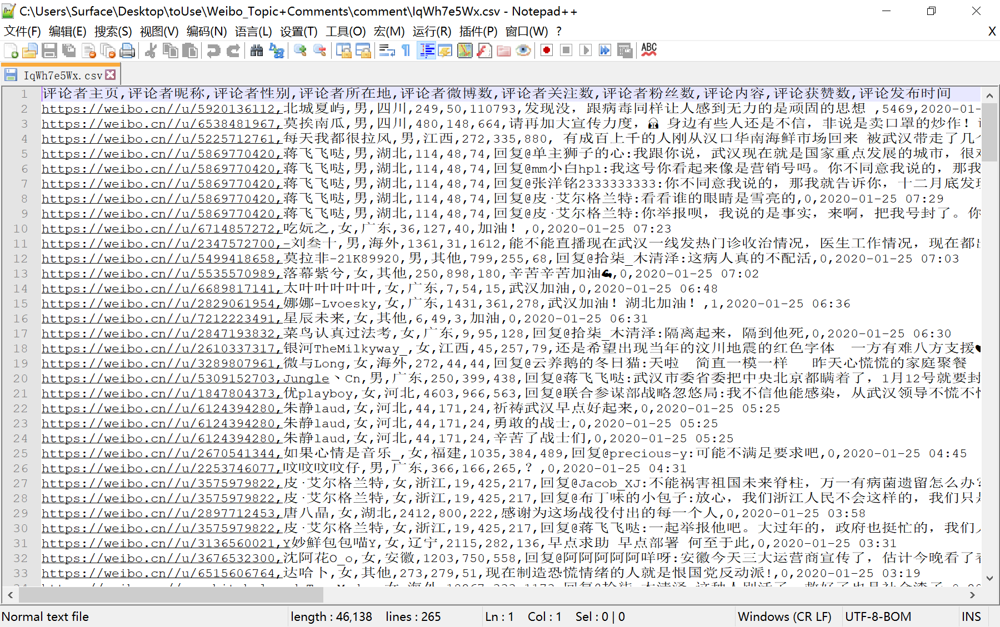 C:\Users\Surface\Desktop\toUse\Weibo_Topic+Comments\comment\IqWh7e5Wx.csv - Notepad++
文件(F) 编辑(E) 搜索(S) 视图(V) 编码(N) 语言(L) 设置(T) 工具(O) 宏(M) 运行(R) 插件(P) 窗口(W) ? X
ABC
IqWh7e5Wx.csv
1 评论者主页,评论者昵称,评论者性别,评论者所在地,评论者微博数,评论者关注数,评论者粉丝数,评论内容,评论获赞数,评论发布时间
2 https://weibo.cn//u/5920136112,北城夏屿,男,四川,249,50,110793,发现没，跟病毒同样让人感到无力的是顽固的思想 ,5469,2020-01-
3 https://weibo.cn//u/6538481967,莫挨南瓜,男,四川,480,148,664,请再加大宣传力度， 身边有些人还是不信，非说是卖口罩的炒作！
4 https://weibo.cn//u/5225712761,每天我都很拉风,男,江西,272,335,880, 有成百上千的人刚从汉口华南海鲜市场回来 被武汉带走了几
5 https://weibo.cn//u/5869770420,蒋飞飞哒,男,湖北,114,48,74,回复@单主狮子的心:我跟你说，武汉现在就是国家重点发展的城市，很
6 https://weibo.cn//u/5869770420,蒋飞飞哒,男,湖北,114,48,74,回复@mm小白hpl:我这号你看起来像是营销号吗。你不同意我说的，那我
7 https://weibo.cn//u/5869770420,蒋飞飞哒,男,湖北,114,48,74,回复@张洋铭2333333333:你不同意我说的，那我就告诉你，十二月底发现
8 https://weibo.cn//u/5869770420,蒋飞飞哒,男,湖北,114,48,74,回复@皮·艾尔格兰特:看看谁的眼睛是雪亮的,0,2020-01-25 07:29
9 https://weibo.cn//u/5869770420,蒋飞飞哒,男,湖北,114,48,74,回复@皮·艾尔格兰特:你举报呗，我说的是事实，来啊，把我号封了。你
10 https://weibo.cn//u/6714857272,吃妧之,女,广东,36,127,40,加油！,0,2020-01-25 07:23
11 https://weibo.cn//u/2347572700,-刘叁十,男,海外,1361,31,1612,能不能直播现在武汉一线发热门诊收治情况，医生工作情况，现在都出
12 https://weibo.cn//u/5499418658,莫拉非-21K89920,男,其他,799,255,68,回复@拾柒_木清泽:这病人真的不配活,0,2020-01-25 07:03
13 https://weibo.cn//u/5535570989,落幕紫兮,女,其他,250,898,180,辛苦辛苦加油💪,0,2020-01-25 07:02
14 https://weibo.cn//u/6689817141,太叶叶叶叶叶,女,广东,7,54,15,武汉加油,0,2020-01-25 06:48
15 https://weibo.cn//u/2829061954,娜娜-Lvoesky,女,广东,1431,361,278,武汉加油！湖北加油！,1,2020-01-25 06:36
16 https://weibo.cn//u/7212223491,星辰未来,女,其他,6,49,3,加油,0,2020-01-25 06:31
17 https://weibo.cn//u/2847193832,菜鸟认真过法考,女,广东,9,95,128,回复@拾柒_木清泽:隔离起来，隔到他死,0,2020-01-25 06:30
18 https://weibo.cn//u/2610337317,银河TheMilkyway_,女,江西,45,257,79,还是希望出现当年的汶川地震的红色字体  一方有难八方支援
19 https://weibo.cn//u/3289807961,微与Long,女,海外,272,44,44,回复@云养鹅的冬日猫:天啦  简直一模一样  昨天心慌慌的家庭聚餐
20 https://weibo.cn//u/5309152703,Jungle丶Cn,男,广东,250,399,438,回复@蒋飞飞哒:武汉市委省委把中央北京都瞒着了，1月12号就要封
21 https://weibo.cn//u/1847804373,优playboy,女,河北,4603,966,563,回复@联合参谋部战略忽悠局:我不信他能感染，从武汉领导不慌不忙
22 https://weibo.cn//u/6124394280,朱静laud,女,河北,44,171,24,祈祷武汉早点好起来,0,2020-01-25 05:25
23 https://weibo.cn//u/6124394280,朱静laud,女,河北,44,171,24,勇敢的战士,0,2020-01-25 05:25
24 https://weibo.cn//u/6124394280,朱静laud,女,河北,44,171,24,辛苦了战士们,0,2020-01-25 05:25
25 https://weibo.cn//u/2670541344,如果心情是音乐_,女,福建,1035,384,489,回复@precious-y:可能不满足要求吧,0,2020-01-25 04:45
26 https://weibo.cn//u/2253746077,呅呅呅呅仔,男,广东,366,166,265,？,0,2020-01-25 04:31
27 https://weibo.cn//u/3575979822,皮·艾尔格兰特,女,浙江,19,425,217,回复@Jacob_XJ:不能祸害祖国未来脊柱，万一有病菌遗留怎么办?
28 https://weibo.cn//u/3575979822,皮·艾尔格兰特,女,浙江,19,425,217,回复@布丁味的小包子:放心，我们浙江人民不会这样的，我们只是
29 https://weibo.cn//u/2897712453,唐八晶,女,湖北,2412,800,222,感谢为这场战役付出的每一个人,0,2020-01-25 03:58
30 https://weibo.cn//u/3575979822,皮·艾尔格兰特,女,浙江,19,425,217,回复@蒋飞飞哒:一起举报他吧。大过年的，政府也挺忙的，我们人
31 https://weibo.cn//u/3136560021,Y妙鮮包包喵Y,女,辽宁,2115,282,136,早点求助 早点部署 何至于此,0,2020-01-25 03:31
32 https://weibo.cn//u/3676532300,沈阿花O_o,女,安徽,1203,750,558,回复@阿阿阿阿阿咩呀:安徽今天三大运营商宣传了，估计今晚看了春
33 https://weibo.cn//u/6515606764,达哈卜,女,其他,273,279,51,现在制造恐慌情绪的人就是恨国党反动派!,0,2020-01-25 03:19
Normal text file length : 46,138 lines : 265 Ln : 1 Col : 1 Sel : 0 | 0 Windows (CR LF) UTF-8-BOM INS